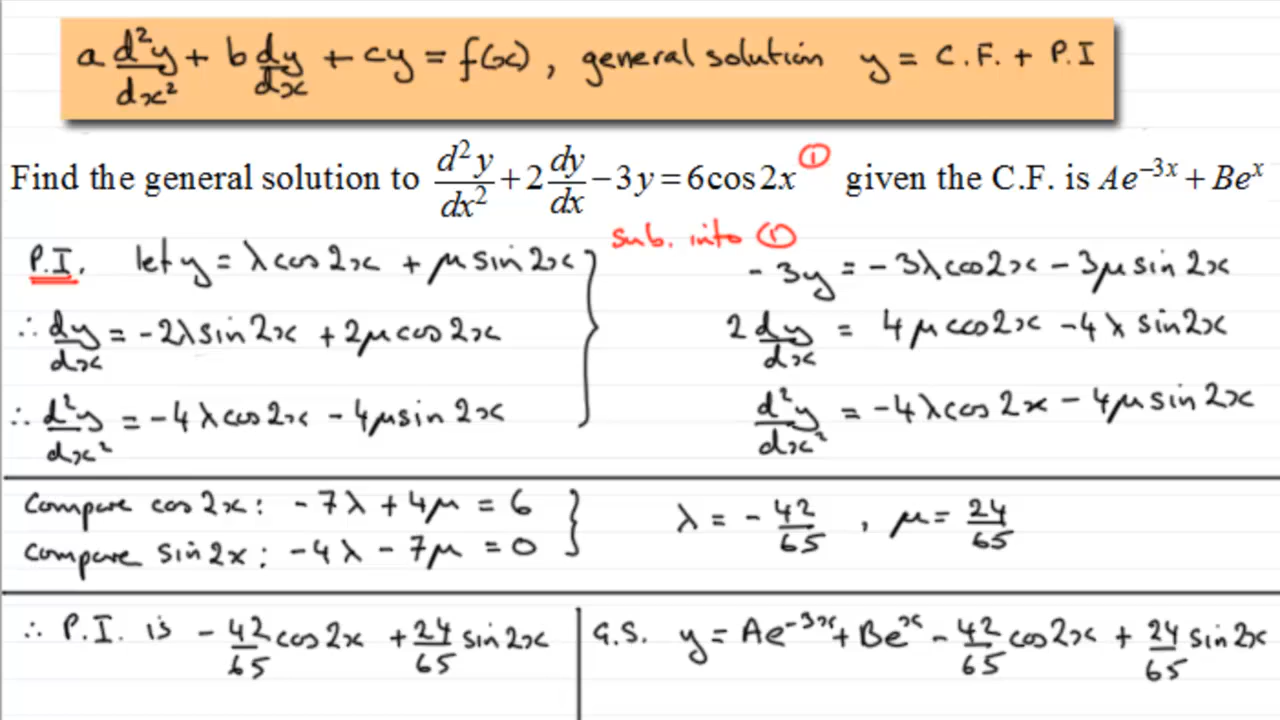 a d²y/dx² + b dy/dx + cy = f(x), general solution y = C.F. + P.I
Find the general solution to d²y/dx² + 2 dy/dx − 3y = 6cos2x ① given the C.F. is Ae⁻³ˣ + Beˣ
P.I. let y = λcos2x + μsin2x
∴ dy/dx = -2λsin2x + 2μcos2x
∴ d²y/dx² = -4λcos2x - 4μsin2x
sub. into ①
-3y = -3λcos2x - 3μsin2x
2 dy/dx = 4μcos2x - 4λsin2x
d²y/dx² = -4λcos2x - 4μsin2x
Compare cos2x: -7λ + 4μ = 6
Compare sin2x: -4λ - 7μ = 0
λ = -42/65, μ = 24/65
∴ P.I. is -42/65 cos2x + 24/65 sin2x
G.S. y = Ae⁻³ˣ + Beˣ - 42/65 cos2x + 24/65 sin2x